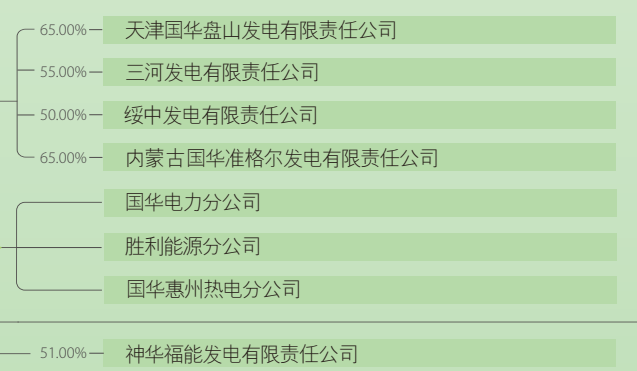 65.00% 天津国华盘山发电有限责任公司
55.00% 三河发电有限责任公司
50.00% 绥中发电有限责任公司
65.00% 内蒙古国华准格尔发电有限责任公司
国华电力分公司
胜利能源分公司
国华惠州热电分公司
51.00% 神华福能发电有限责任公司